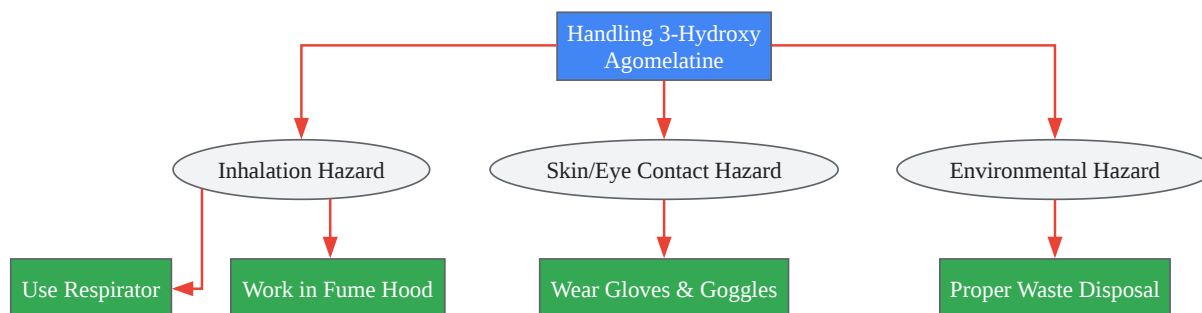 Handling 3-Hydroxy
Agomelatine
Inhalation Hazard
Skin/Eye Contact Hazard
Environmental Hazard
Use Respirator
Work in Fume Hood
Wear Gloves & Goggles
Proper Waste Disposal